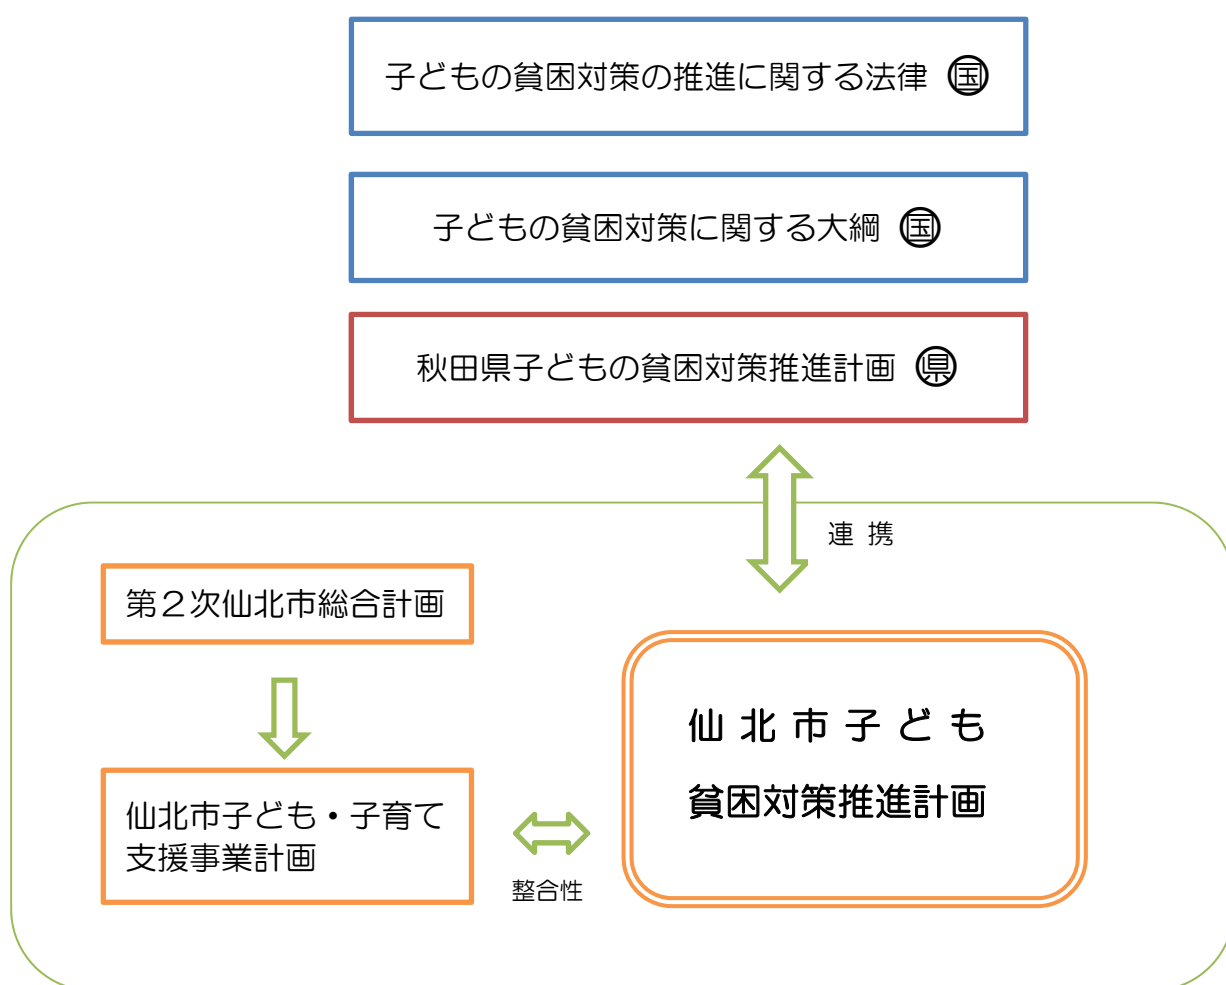 子どもの貧困対策の推進に関する法律 ㊩国
子どもの貧困対策に関する大綱 国
秋田県子どもの貧困対策推進計画 県
連 携
第２次仙北市総合計画
仙 北 市 子 ど も
貧困対策推進計画
仙北市子ども・子育て
支援事業計画
整合性